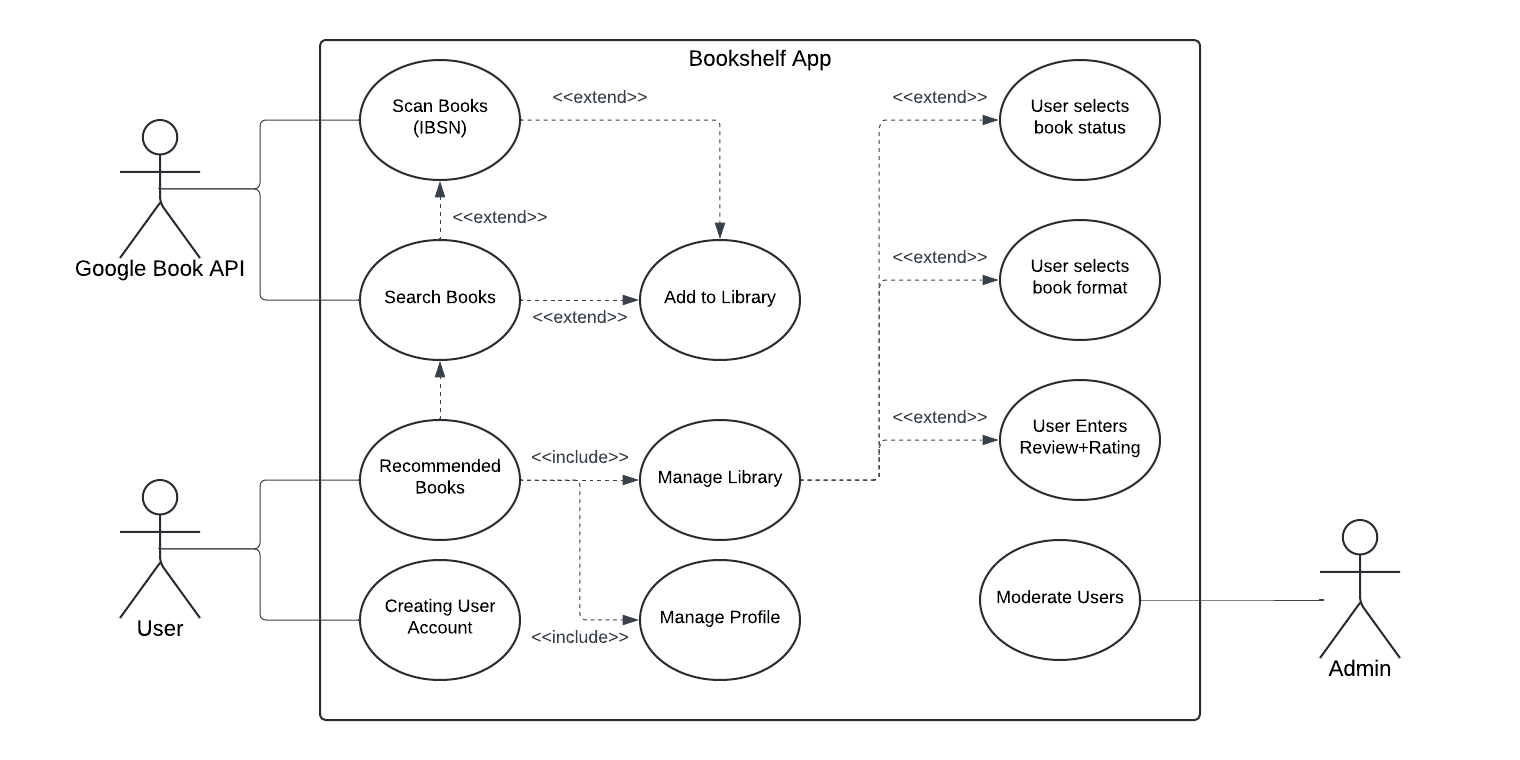 Bookshelf App
Scan Books
(IBSN)
<<extend>>
<<extend>>
User selects
book status
<<extend>>
Google Book API
Search Books
<<extend>>
Add to Library
<<extend>>
User selects
book format
Recommended
Books
<<include>>
Manage Library
<<extend>>
User Enters
Review+Rating
User
Creating User
Account
<<include>>
Manage Profile
Moderate Users
Admin